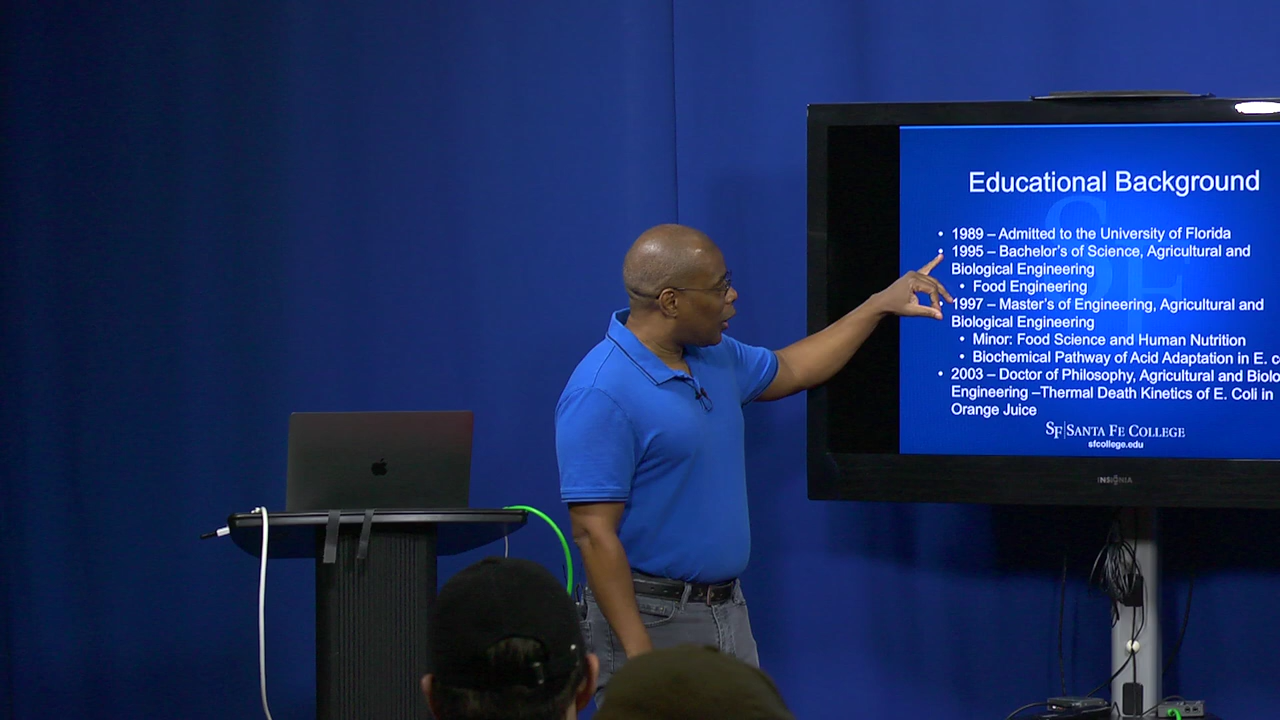 Educational Background
• 1989 – Admitted to the University of Florida
• 1995 – Bachelor's of Science, Agricultural and
Biological Engineering
• Food Engineering
• 1997 – Master's of Engineering, Agricultural and
Biological Engineering
• Minor: Food Science and Human Nutrition
• Biochemical Pathway of Acid Adaptation in E.
• 2003 – Doctor of Philosophy, Agricultural and
Engineering –Thermal Death Kinetics of E. Coli in
Orange Juice
SF SANTA FE COLLEGE
sfcollege.edu
INSIGNIA